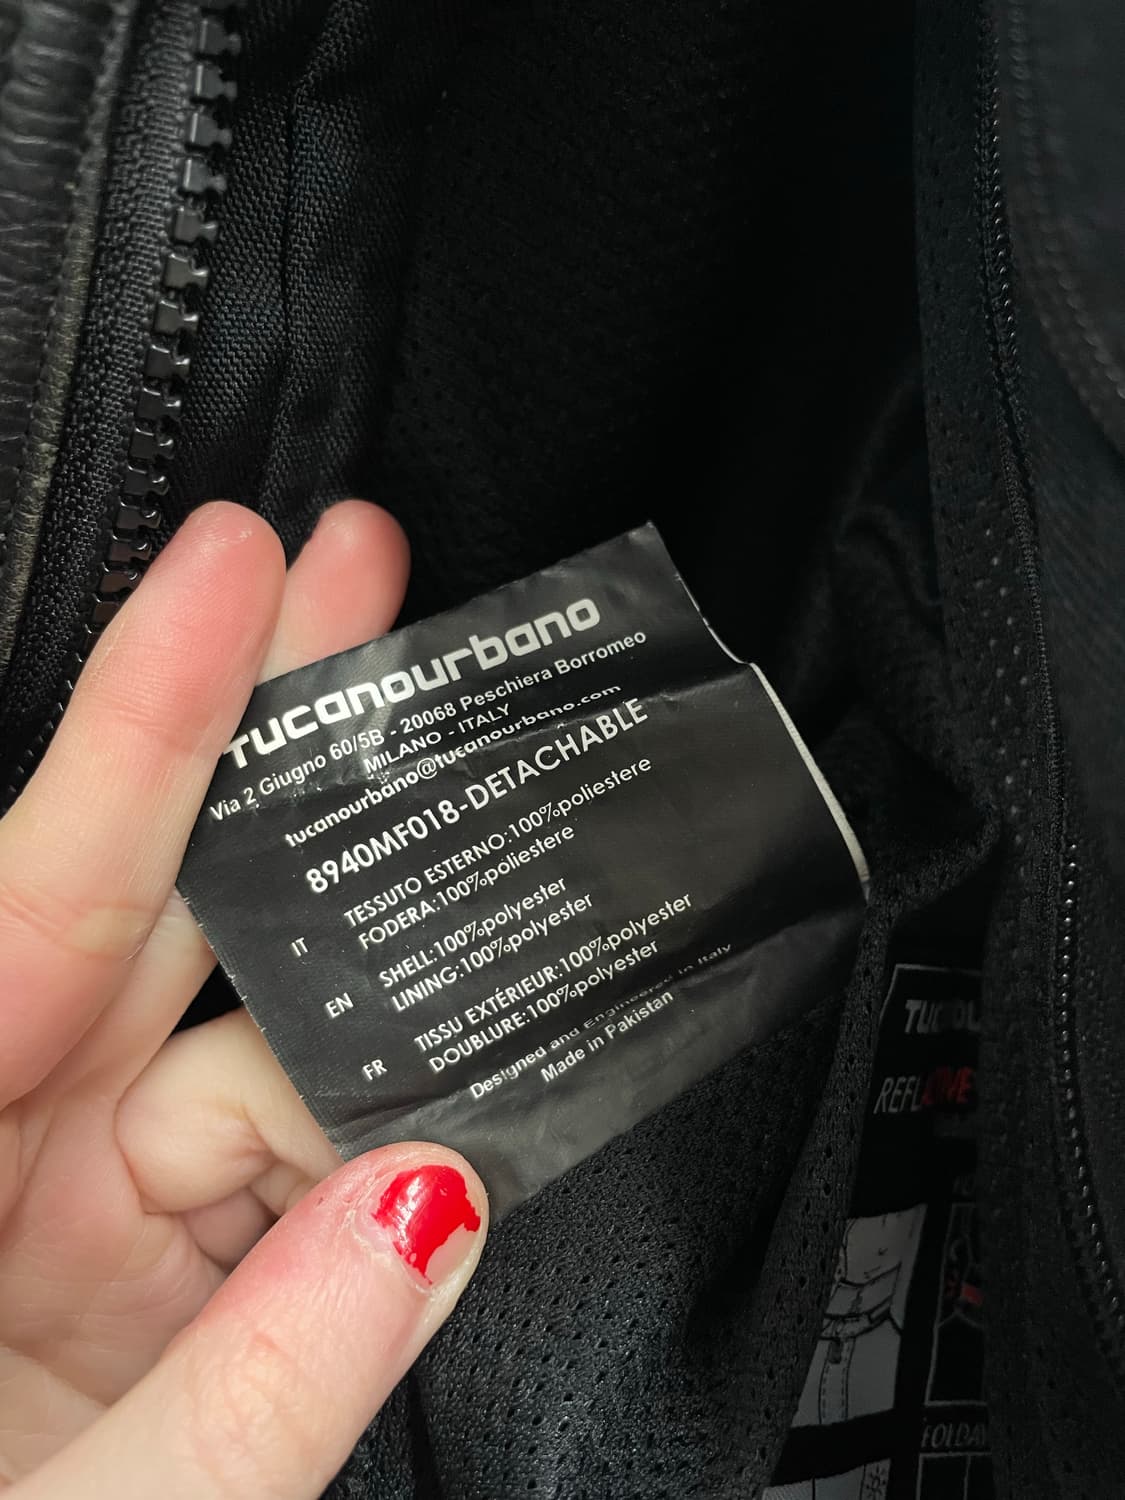 TUCANOURBANO
Via 2 Giugno 60/5B - 20068 Peschiera Borromeo
MILANO - ITALY
tucanourbano@tucanourbano.com
8940MF018-DETACHABLE
IT
TESSUTO ESTERNO:100%poliestere
FODERA:100%poliestere
EN
SHELL:100%polyester
LINING:100%polyester
FR
TISSU EXTÉRIEUR:100%polyester
DOUBLURE:100%polyester
Designed and Engineered in Italy
Made in Pakistan